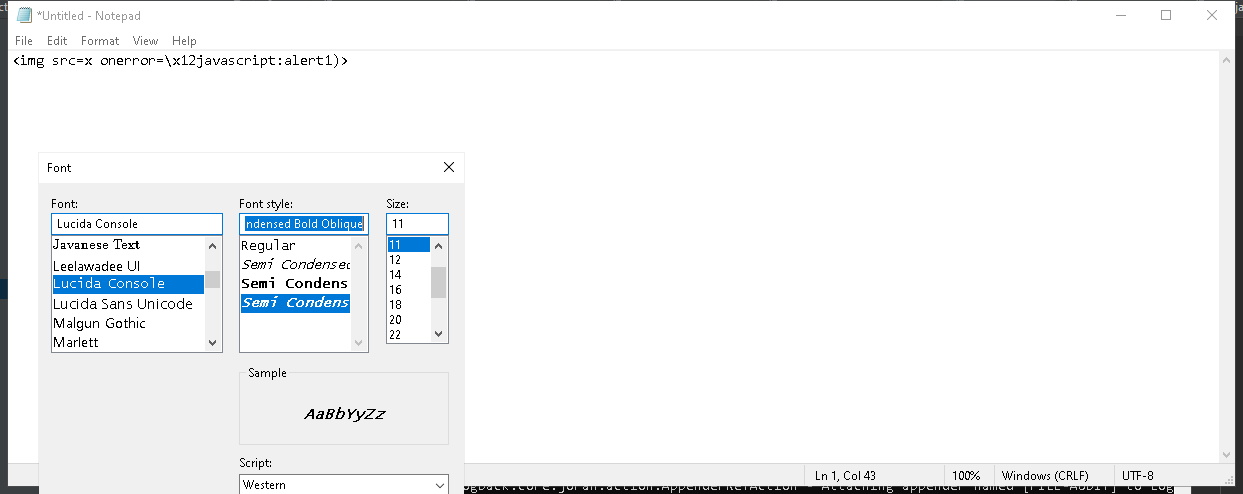 *Untitled - Notepad
File Edit Format View Help
<img src=x onerror=\x12javascript:alert1)>
Font
Font: Font style: Size:
Lucida Console ndensed Bold Oblique 11
Javanese Text Regular 11
Leelawadee UI Semi Condensed 12
Lucida Console Semi Condens 14
Lucida Sans Unicode Semi Condens 16
Malgun Gothic 18
Marlett 20
22
Sample
AaBbYyZz
Script:
Western
Ln 1, Col 43 100% Windows (CRLF) UTF-8